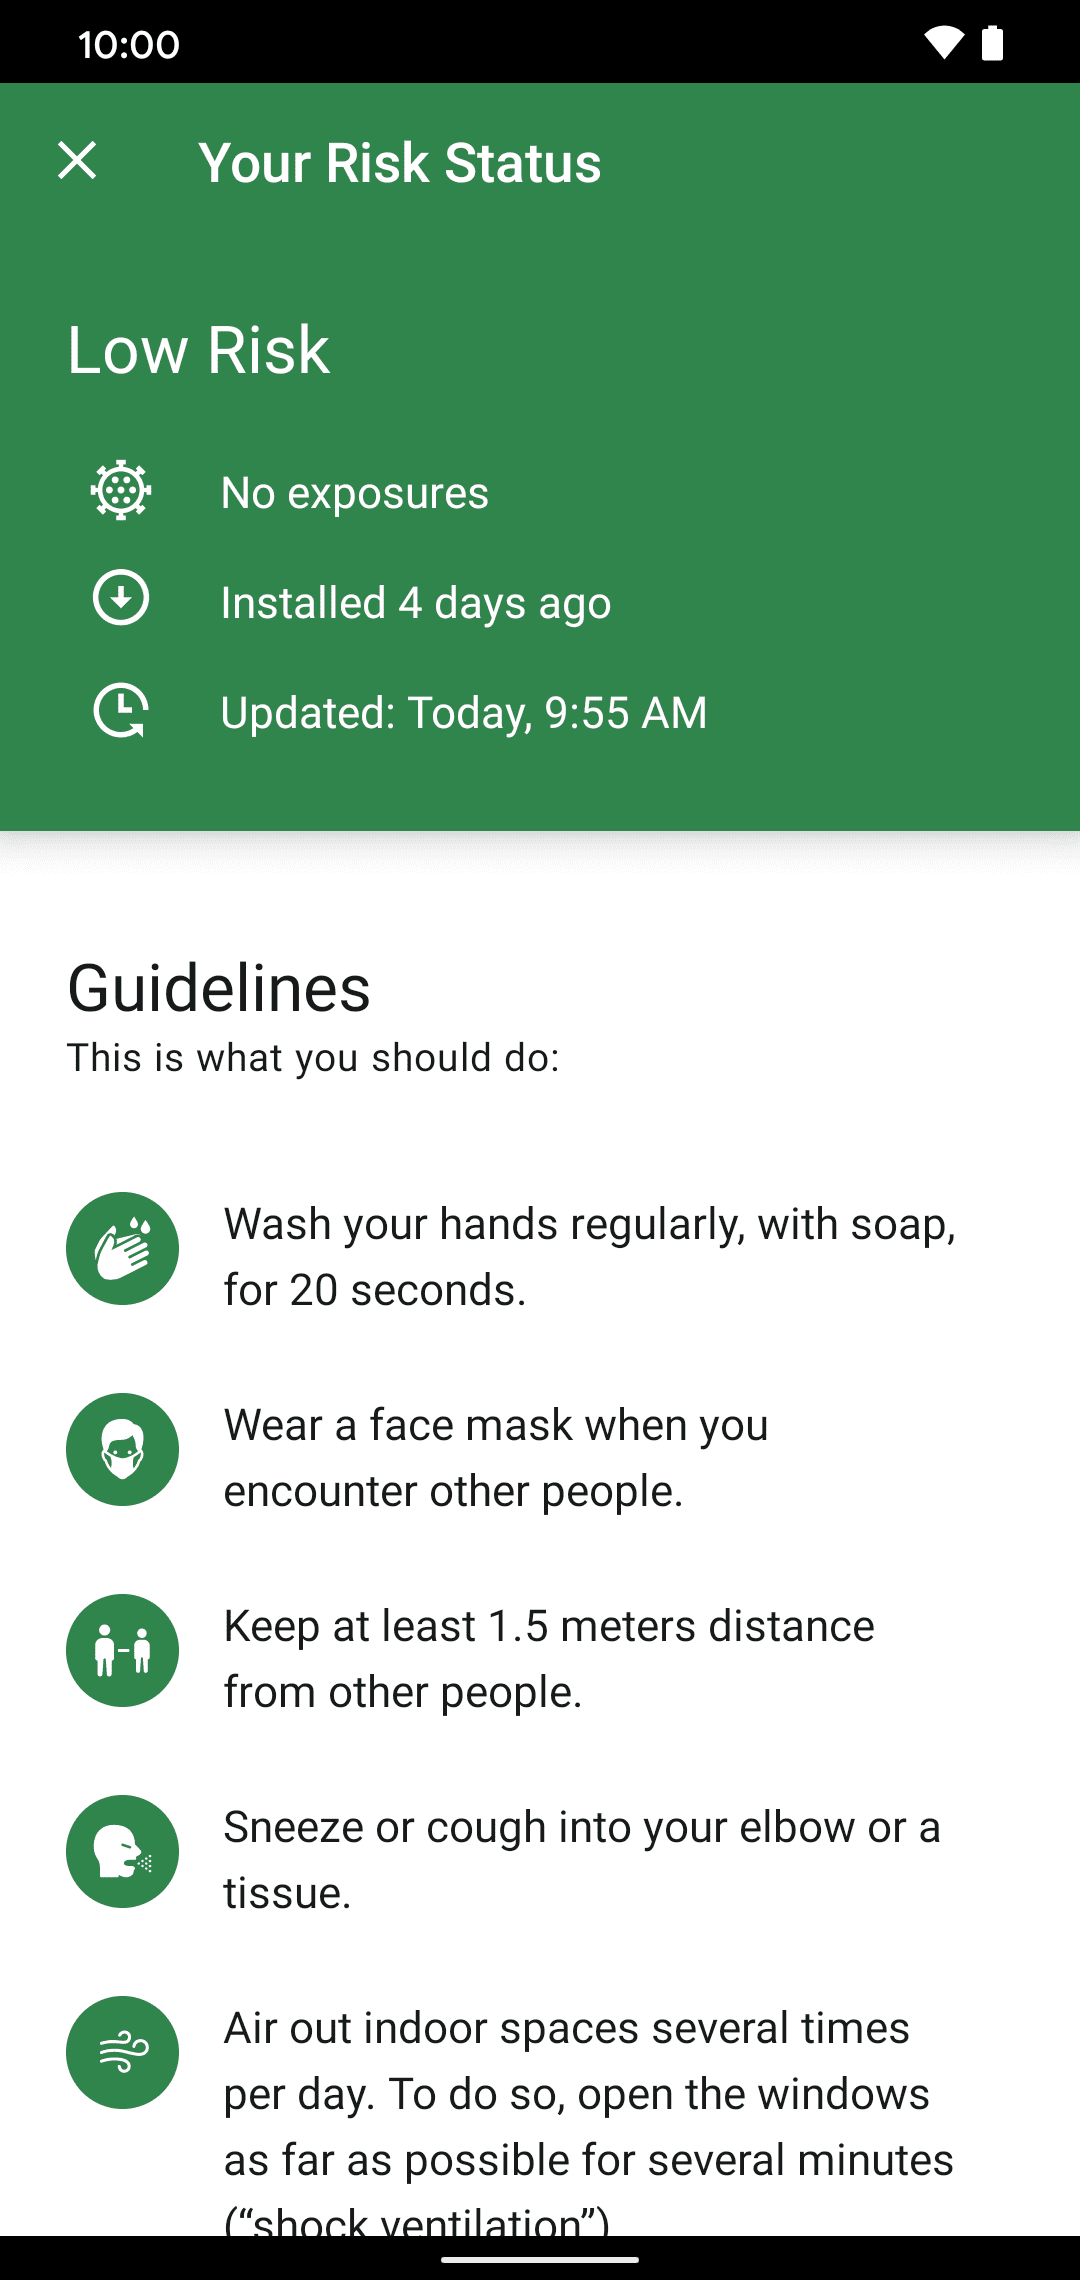 10:00
Your Risk Status
Low Risk
No exposures
Installed 4 days ago
Updated: Today, 9:55 AM
Guidelines
This is what you should do:
Wash your hands regularly, with soap,
for 20 seconds.
Wear a face mask when you
encounter other people.
Keep at least 1.5 meters distance
from other people.
Sneeze or cough into your elbow or a
tissue.
Air out indoor spaces several times
per day. To do so, open the windows
as far as possible for several minutes
(“shock ventilation”)